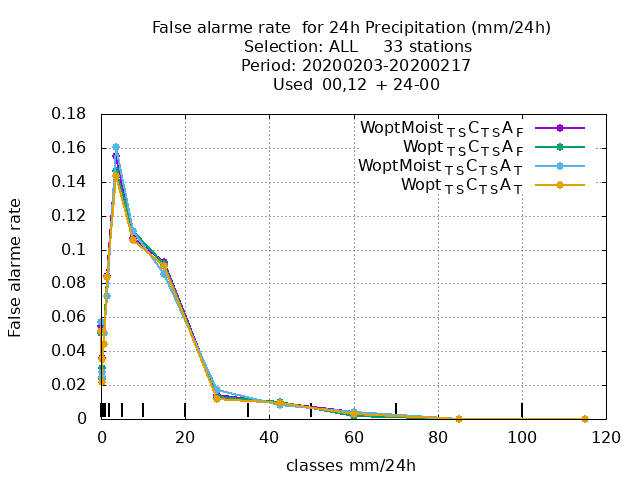 False alarme rate  for 24h Precipitation (mm/24h)
Selection: ALL     33 stations
Period: 20200203-20200217
Used  00,12  + 24-00
WoptMoist TS C TS A F
Wopt TS C TS A F
WoptMoist TS C TS A T
Wopt TS C TS A T
False alarme rate
0.18
0.16
0.14
0.12
0.1
0.08
0.06
0.04
0.02
0
0 20 40 60 80 100 120
classes mm/24h